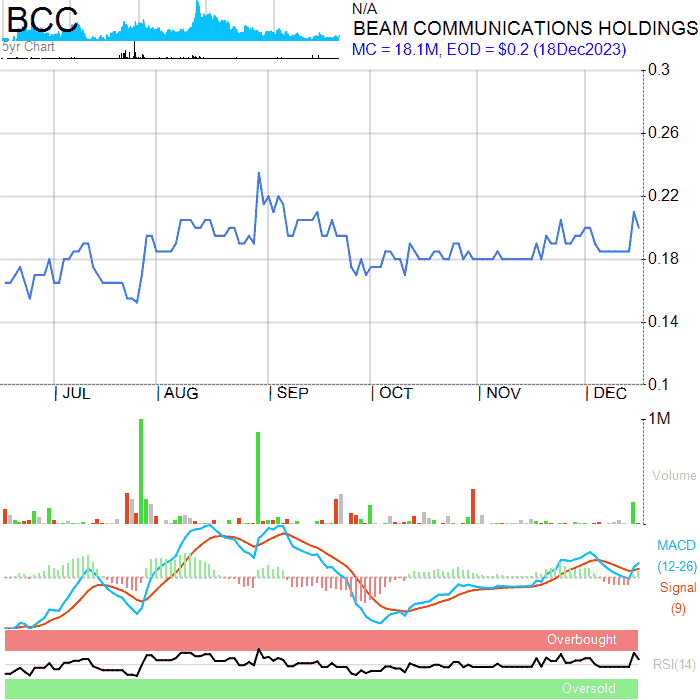 BCC
5yr Chart
N/A
BEAM COMMUNICATIONS HOLDINGS
MC = 18.1M, EOD = $0.2 (18Dec2023)
0.3
0.26
0.22
0.18
0.14
0.1
JUL AUG SEP OCT NOV DEC
1M
Volume
MACD
(12-26)
Signal
(9)
Overbought
RSI(14)
Oversold